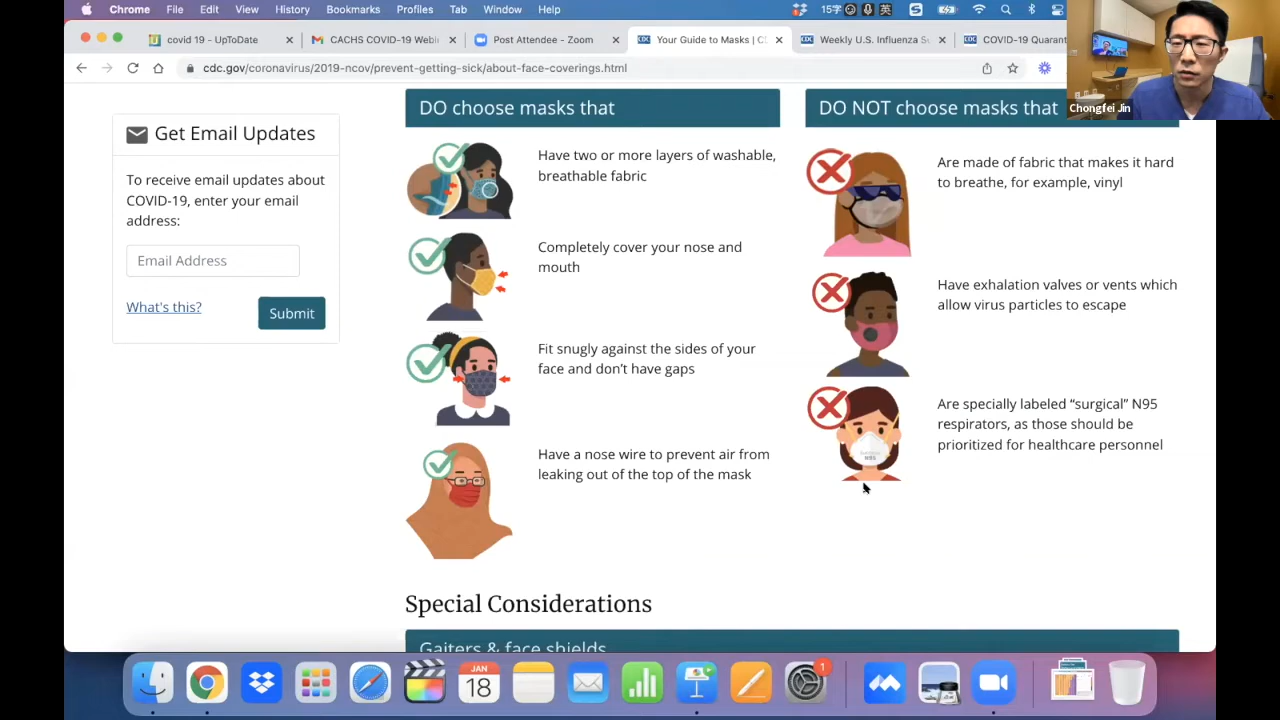 Chrome File Edit View History Bookmarks Profiles Tab Window Help 15字 英
covid 19 - UpToDate
CACHS COVID-19 Webi
Post Attendee - Zoom
Your Guide to Masks | C
Weekly U.S. Influenza S
COVID-19 Quarant
cdc.gov/coronavirus/2019-ncov/prevent-getting-sick/about-face-coverings.html
Chongfei Jin
Get Email Updates
To receive email updates about
COVID-19, enter your email
address:
Email Address
What's this?
Submit
DO choose masks that
Have two or more layers of washable,
breathable fabric
Completely cover your nose and
mouth
Fit snugly against the sides of your
face and don't have gaps
Have a nose wire to prevent air from
leaking out of the top of the mask
DO NOT choose masks that
Are made of fabric that makes it hard
to breathe, for example, vinyl
Have exhalation valves or vents which
allow virus particles to escape
Are specially labeled “surgical” N95
respirators, as those should be
prioritized for healthcare personnel
N95
Special Considerations
Gaiters & face shields
JAN
18
1